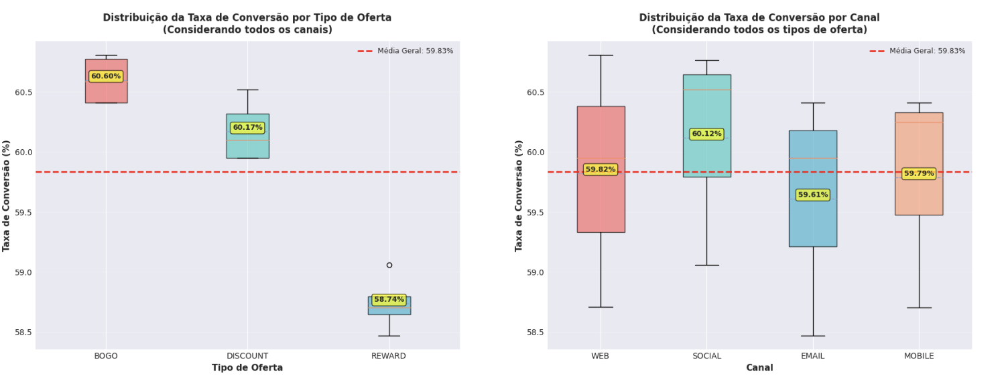 Distribuição da Taxa de Conversão por Tipo de Oferta
(Considerando todos os canais)
Média Geral: 59.83%
Taxa de Conversão (%)
60.5
60.0
59.5
59.0
58.5
60.60%
60.17%
58.74%
BOGO
DISCOUNT
REWARD
Tipo de Oferta
Distribuição da Taxa de Conversão por Canal
(Considerando todos os tipos de oferta)
Média Geral: 59.83%
Taxa de Conversão (%)
60.5
60.0
59.5
59.0
58.5
59.82%
60.12%
59.61%
59.79%
WEB
SOCIAL
EMAIL
MOBILE
Canal